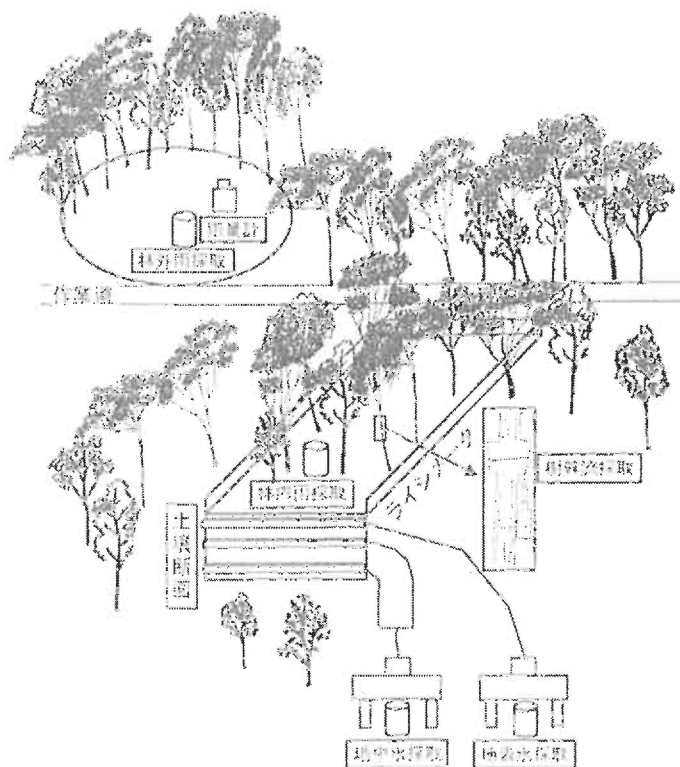 雨量計
林外雨採取
作業道
林内雨採取
ライシメータ
樹幹流採取
土壌断面
地中水採取
地表水採取